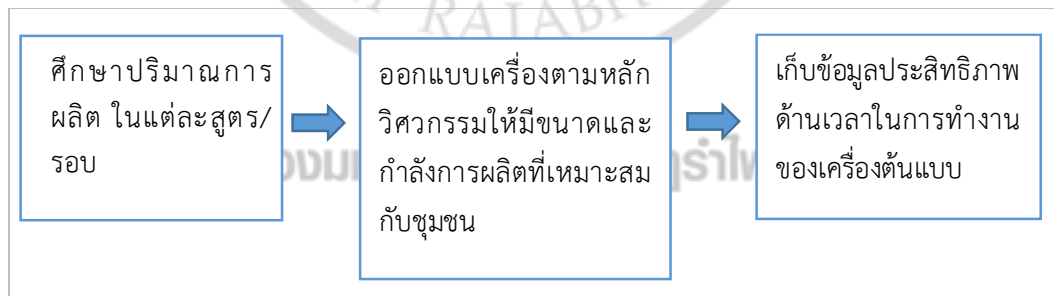 RAJABH
ศึกษาปริมาณการ
ผลิต ในแต่ละสูตร/
รอบ
ออกแบบเครื่องตามหลัก
วิศวกรรมให้มีขนาดและ
กำลังการผลิตที่เหมาะสม
กับชุมชน
เก็บข้อมูลประสิทธิภาพ
ด้านเวลาในการทำงาน
ของเครื่องต้นแบบ